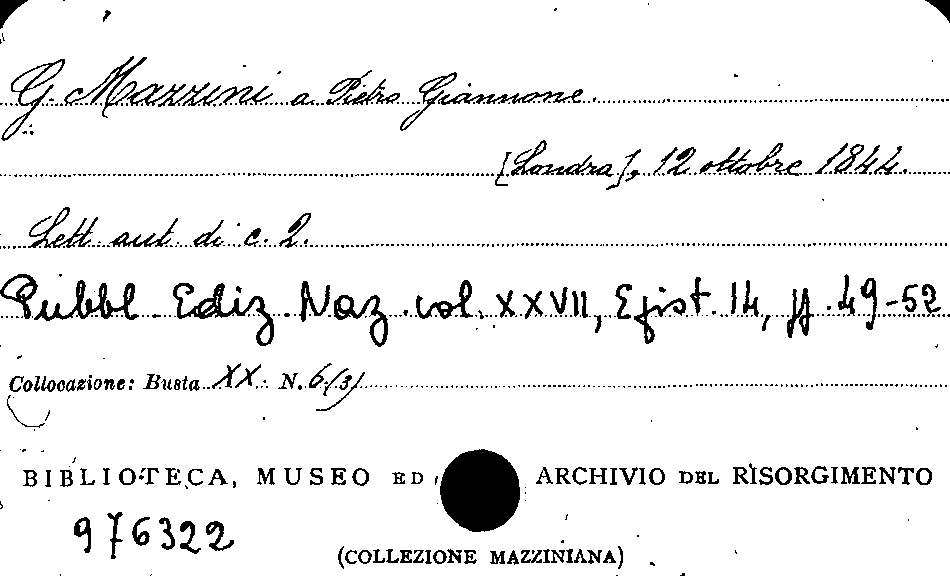 G. Mazzini a Pietro Giannone.
[Londra], 12 ottobre 1844.
Lett. aut. di c. 2.
Pubbl. Ediz. Naz. vol. XXVII, Epist. 14, pp. 49-52
Collocazione: Busta XX. N. 6(3)
BIBLIOTECA, MUSEO ED ARCHIVIO DEL RISORGIMENTO
976322
(COLLEZIONE MAZZINIANA)